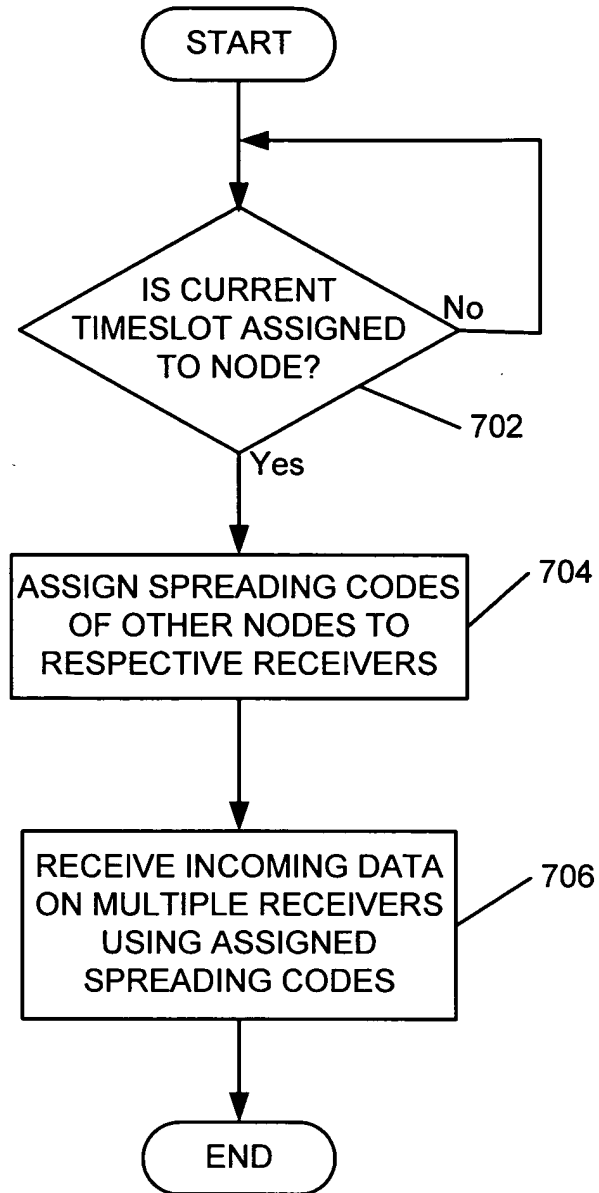 START
IS CURRENT
TIMESLOT ASSIGNED
TO NODE?
No
702
Yes
ASSIGN SPREADING CODES
OF OTHER NODES TO
RESPECTIVE RECEIVERS
704
RECEIVE INCOMING DATA
ON MULTIPLE RECEIVERS
USING ASSIGNED
SPREADING CODES
706
END